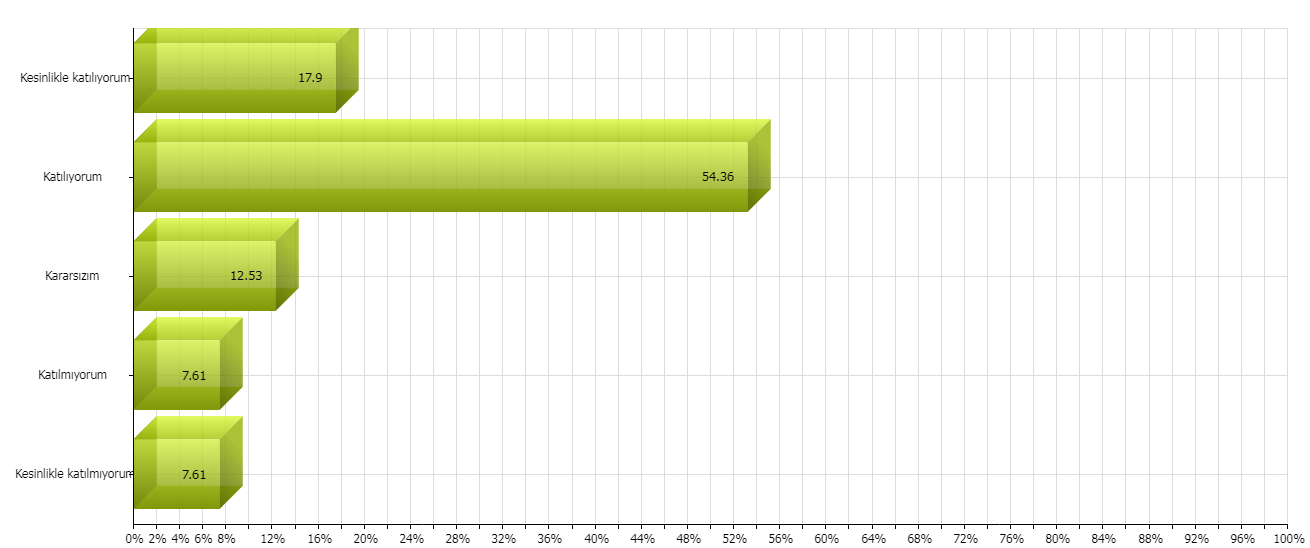 Kesinlikle katılıyorum 17.9
Katılıyorum 54.36
Kararsızım 12.53
Katılmıyorum 7.61
Kesinlikle katılmıyorum 7.61
0% 2% 4% 6% 8% 12% 16% 20% 24% 28% 32% 36% 40% 44% 48% 52% 56% 60% 64% 68% 72% 76% 80% 84% 88% 92% 96% 100%